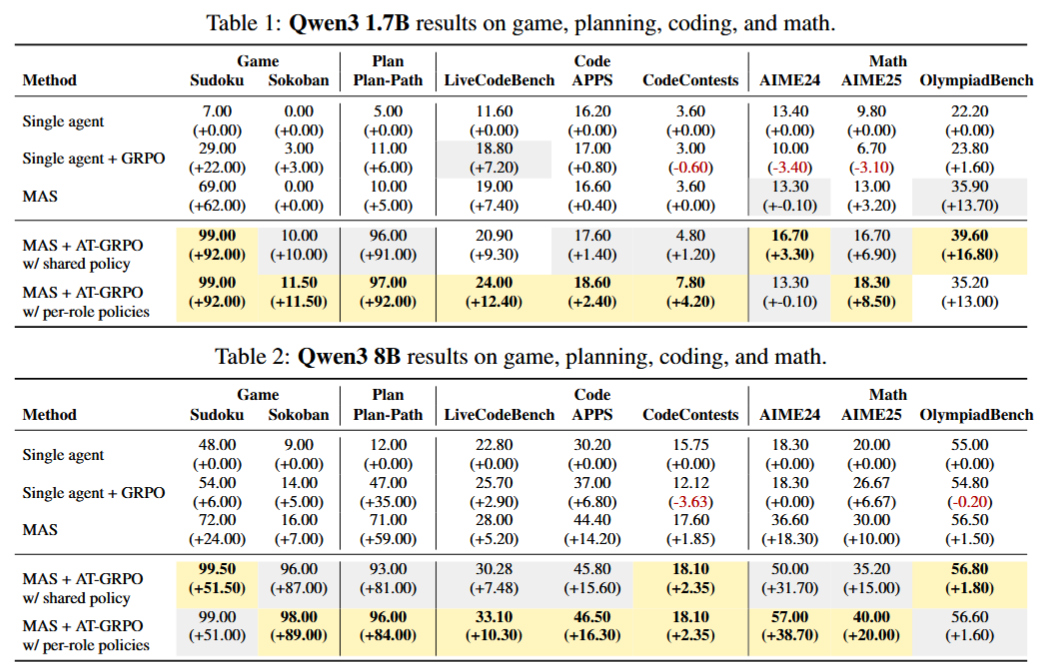 Table 1: Qwen3 1.7B results on game, planning, coding, and math.
Game Plan Code Math
Method Sudoku Sokoban Plan-Path LiveCodeBench APPS CodeContests AIME24 AIME25 OlympiadBench
Single agent 7.00 0.00 5.00 11.60 16.20 3.60 13.40 9.80 22.20
(+0.00) (+0.00) (+0.00) (+0.00) (+0.00) (+0.00) (+0.00) (+0.00) (+0.00)
Single agent + GRPO 29.00 3.00 11.00 18.80 17.00 3.00 10.00 6.70 23.80
(+22.00) (+3.00) (+6.00) (+7.20) (+0.80) (-0.60) (-3.40) (-3.10) (+1.60)
MAS 69.00 0.00 10.00 19.00 16.60 3.60 13.30 13.00 35.90
(+62.00) (+0.00) (+5.00) (+7.40) (+0.40) (+0.00) (+-0.10) (+3.20) (+13.70)
MAS + AT-GRPO 99.00 10.00 96.00 20.90 17.60 4.80 16.70 16.70 39.60
w/ shared policy (+92.00) (+10.00) (+91.00) (+9.30) (+1.40) (+1.20) (+3.30) (+6.90) (+16.80)
MAS + AT-GRPO 99.00 11.50 97.00 24.00 18.60 7.80 13.30 18.30 35.20
w/ per-role policies (+92.00) (+11.50) (+92.00) (+12.40) (+2.40) (+4.20) (+-0.10) (+8.50) (+13.00)
Table 2: Qwen3 8B results on game, planning, coding, and math.
Game Plan Code Math
Method Sudoku Sokoban Plan-Path LiveCodeBench APPS CodeContests AIME24 AIME25 OlympiadBench
Single agent 48.00 9.00 12.00 22.80 30.20 15.75 18.30 20.00 55.00
(+0.00) (+0.00) (+0.00) (+0.00) (+0.00) (+0.00) (+0.00) (+0.00) (+0.00)
Single agent + GRPO 54.00 14.00 47.00 25.70 37.00 12.12 18.30 26.67 54.80
(+6.00) (+5.00) (+35.00) (+2.90) (+6.80) (-3.63) (+0.00) (+6.67) (-0.20)
MAS 72.00 16.00 71.00 28.00 44.40 17.60 36.60 30.00 56.50
(+24.00) (+7.00) (+59.00) (+5.20) (+14.20) (+1.85) (+18.30) (+10.00) (+1.50)
MAS + AT-GRPO 99.50 96.00 93.00 30.28 45.80 18.10 50.00 35.20 56.80
w/ shared policy (+51.50) (+87.00) (+81.00) (+7.48) (+15.60) (+2.35) (+31.70) (+15.00) (+1.80)
MAS + AT-GRPO 99.00 98.00 96.00 33.10 46.50 18.10 57.00 40.00 56.60
w/ per-role policies (+51.00) (+89.00) (+84.00) (+10.30) (+16.30) (+2.35) (+38.70) (+20.00) (+1.60)